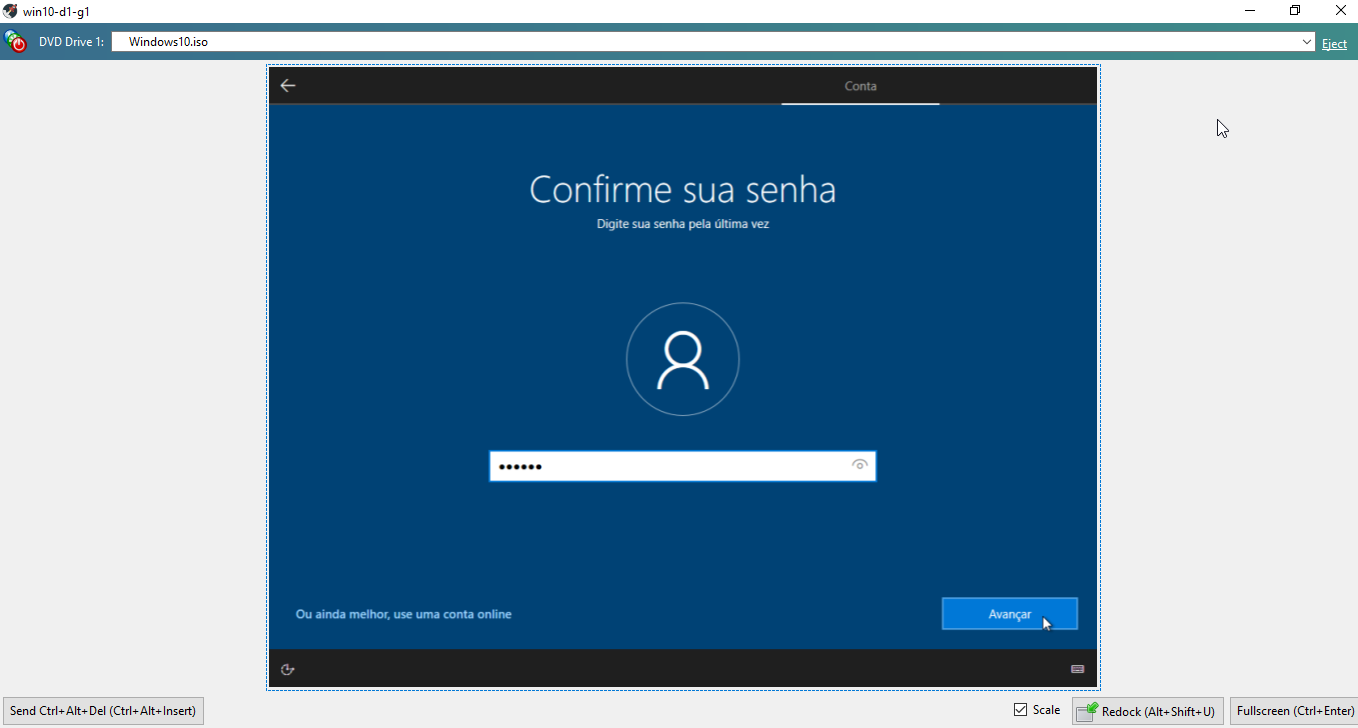 win10-d1-g1
DVD Drive 1: Windows10.iso Eject
Conta
Confirme sua senha
Digite sua senha pela última vez
••••••
Ou ainda melhor, use uma conta online
Avançar
Send Ctrl+Alt+Del (Ctrl+Alt+Insert)
Scale
Redock (Alt+Shift+U)
Fullscreen (Ctrl+Enter)